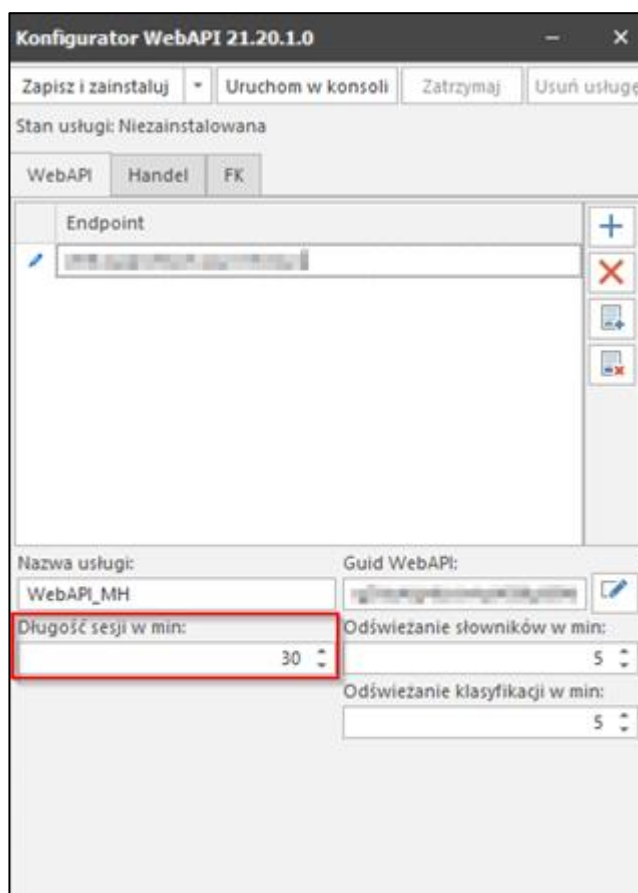 Konfigurator WebAPI 21.20.1.0
Zapisz i zainstaluj Uruchom w konsoli Zatrzymaj Usuń usługę
Stan usługi: Niezainstalowana
WebAPI Handel FK
Endpoint
Nazwa usługi: Guid WebAPI:
WebAPI_MH
Długość sesji w min: Odświeżanie słowników w min:
30 5
Odświeżanie klasyfikacji w min:
5